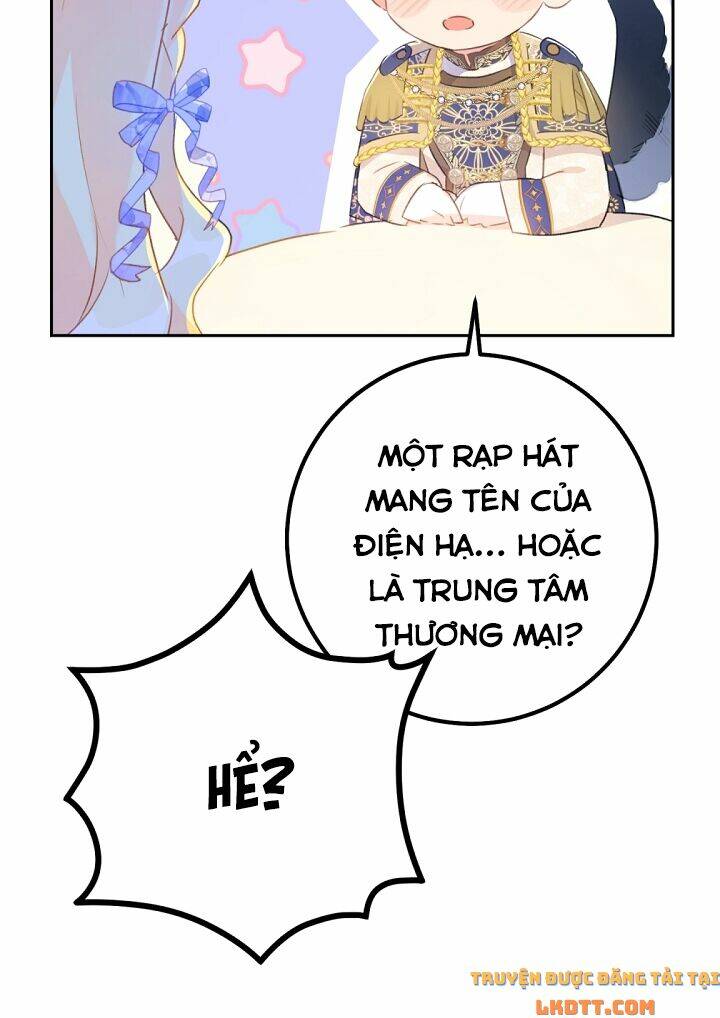 MỘT RẠP HÁT
MANG TÊN CỦA
ĐIỆN HẠ... HOẶC
LÀ TRUNG TÂM
THƯƠNG MẠI?
HỂ?
TRUYỆN ĐƯỢC ĐĂNG TẢI TẠI
LKDTT.COM